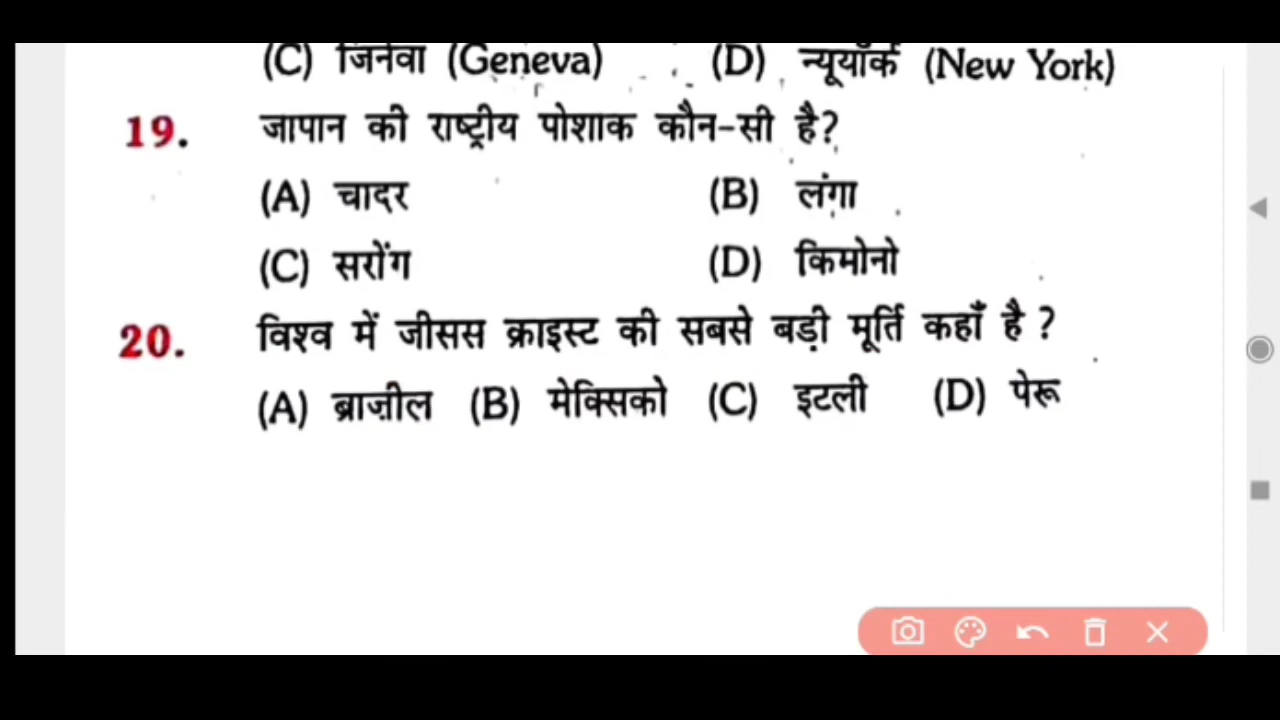 (C) जिनेवा (Geneva) (D) न्यूयॉर्क (New York)
19. जापान की राष्ट्रीय पोशाक कौन-सी है?
(A) चादर (B) लंगा
(C) सरोंग (D) किमोनो
20. विश्व में जीसस क्राइस्ट की सबसे बड़ी मूर्ति कहाँ है ?
(A) ब्राज़ील (B) मेक्सिको (C) इटली (D) पेरू